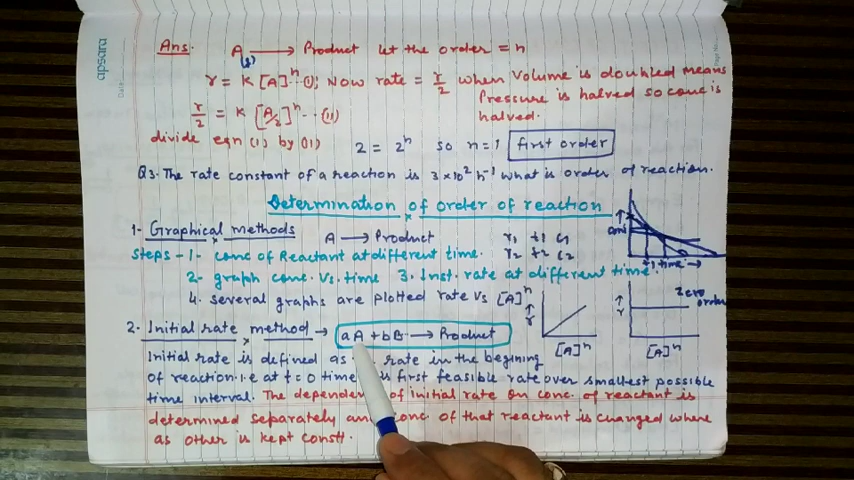 apsara
Date
Ans. A(g) ⟶ Product let the order = n
r = K [A]ⁿ --- (I); Now rate = r/2 when Volume is doubled means
Pressure is halved so conc is
halved.
r/2 = K [A/2]ⁿ --- (II)
divide eqn (I) by (II)
2 = 2ⁿ so n = 1 first order
Q3. The rate constant of a reaction is 3×10² h⁻¹ what is order of reaction.
Determination of order of reaction
1- Graphical methods A ⟶ Product r₁ t₁ c₁
r₂ t₂ c₂
steps - 1- conc of Reactant at different time.
2- graph conc. Vs. time 3. Inst. rate at different time.
4. several graphs are plotted rate vs [A]ⁿ
time →
r
[A]ⁿ
Zero
order
r
[A]ⁿ
2- Initial rate method → aA + bB ⟶ Product
Initial rate is defined as rate in the begining
of reaction i.e at t = 0 time is first feasible rate over smallest possible
time interval. The dependen of initial rate on conc. of reactant is
determined separately an conc. of that reactant is changed where
as other is kept constt.